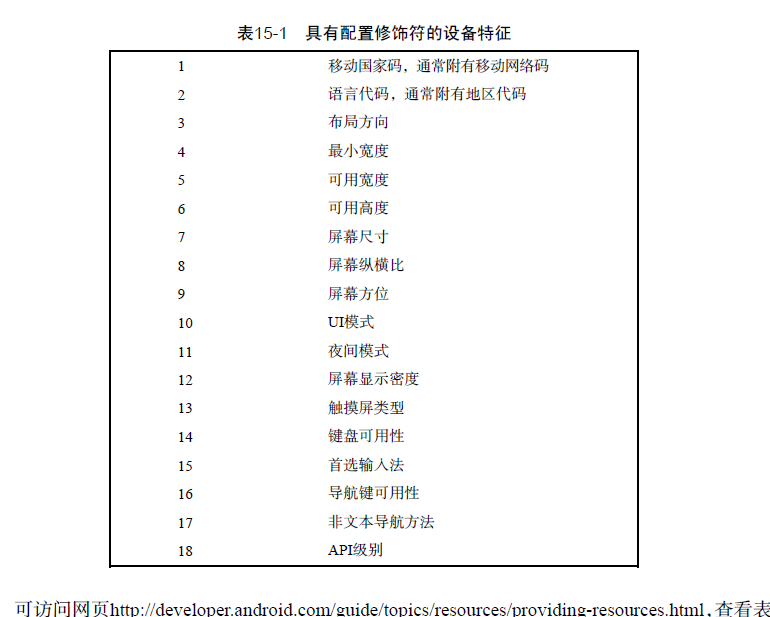 表15-1 具有配置修饰符的设备特征
1 移动国家码，通常附有移动网络码
2 语言代码，通常附有地区代码
3 布局方向
4 最小宽度
5 可用宽度
6 可用高度
7 屏幕尺寸
8 屏幕纵横比
9 屏幕方位
10 UI模式
11 夜间模式
12 屏幕显示密度
13 触摸屏类型
14 键盘可用性
15 首选输入法
16 导航键可用性
17 非文本导航方法
18 API级别
可访问网页http://developer.android.com/guide/topics/resources/providing-resources.html，查看表